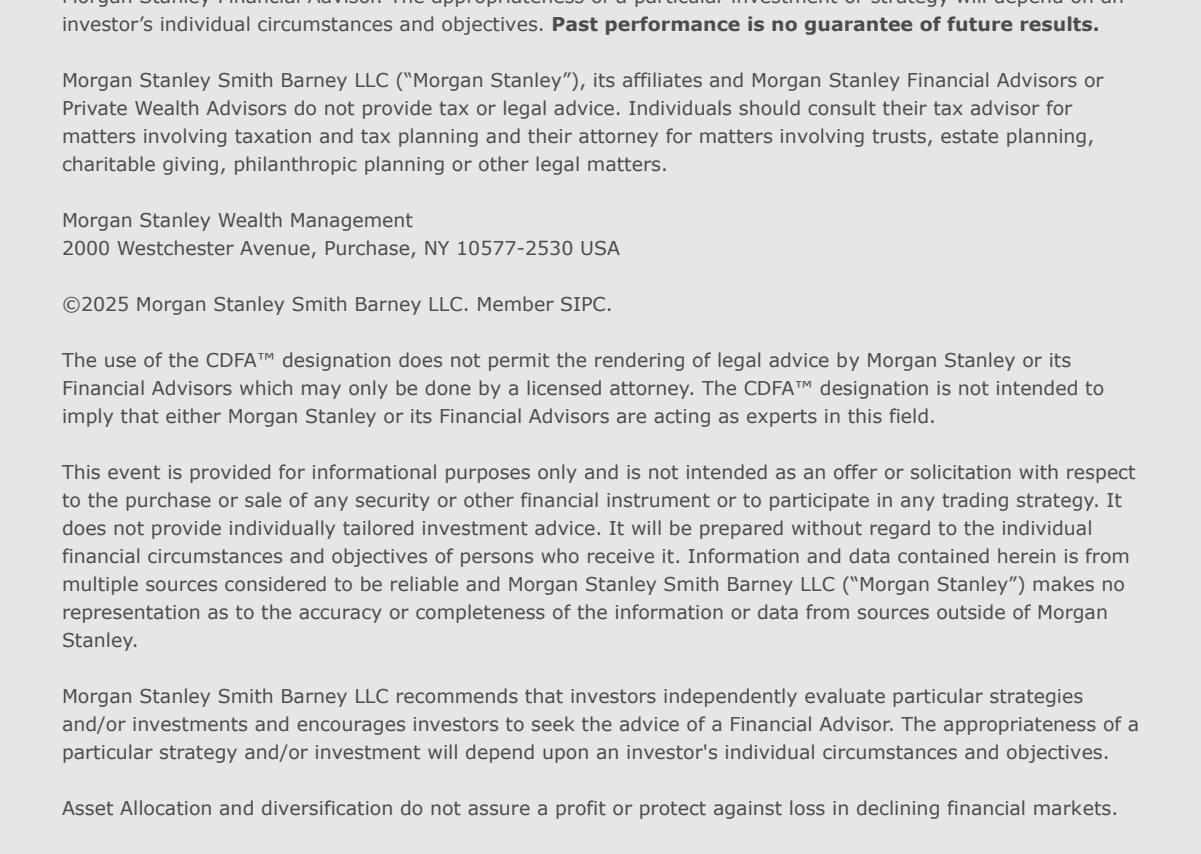 Morgan Stanley Financial Advisor. The appropriateness of a particular investment or strategy will depend on an
investor’s individual circumstances and objectives. Past performance is no guarantee of future results.
Morgan Stanley Smith Barney LLC (“Morgan Stanley”), its affiliates and Morgan Stanley Financial Advisors or
Private Wealth Advisors do not provide tax or legal advice. Individuals should consult their tax advisor for
matters involving taxation and tax planning and their attorney for matters involving trusts, estate planning,
charitable giving, philanthropic planning or other legal matters.
Morgan Stanley Wealth Management
2000 Westchester Avenue, Purchase, NY 10577-2530 USA
©2025 Morgan Stanley Smith Barney LLC. Member SIPC.
The use of the CDFA™ designation does not permit the rendering of legal advice by Morgan Stanley or its
Financial Advisors which may only be done by a licensed attorney. The CDFA™ designation is not intended to
imply that either Morgan Stanley or its Financial Advisors are acting as experts in this field.
This event is provided for informational purposes only and is not intended as an offer or solicitation with respect
to the purchase or sale of any security or other financial instrument or to participate in any trading strategy. It
does not provide individually tailored investment advice. It will be prepared without regard to the individual
financial circumstances and objectives of persons who receive it. Information and data contained herein is from
multiple sources considered to be reliable and Morgan Stanley Smith Barney LLC (“Morgan Stanley”) makes no
representation as to the accuracy or completeness of the information or data from sources outside of Morgan
Stanley.
Morgan Stanley Smith Barney LLC recommends that investors independently evaluate particular strategies
and/or investments and encourages investors to seek the advice of a Financial Advisor. The appropriateness of a
particular strategy and/or investment will depend upon an investor's individual circumstances and objectives.
Asset Allocation and diversification do not assure a profit or protect against loss in declining financial markets.